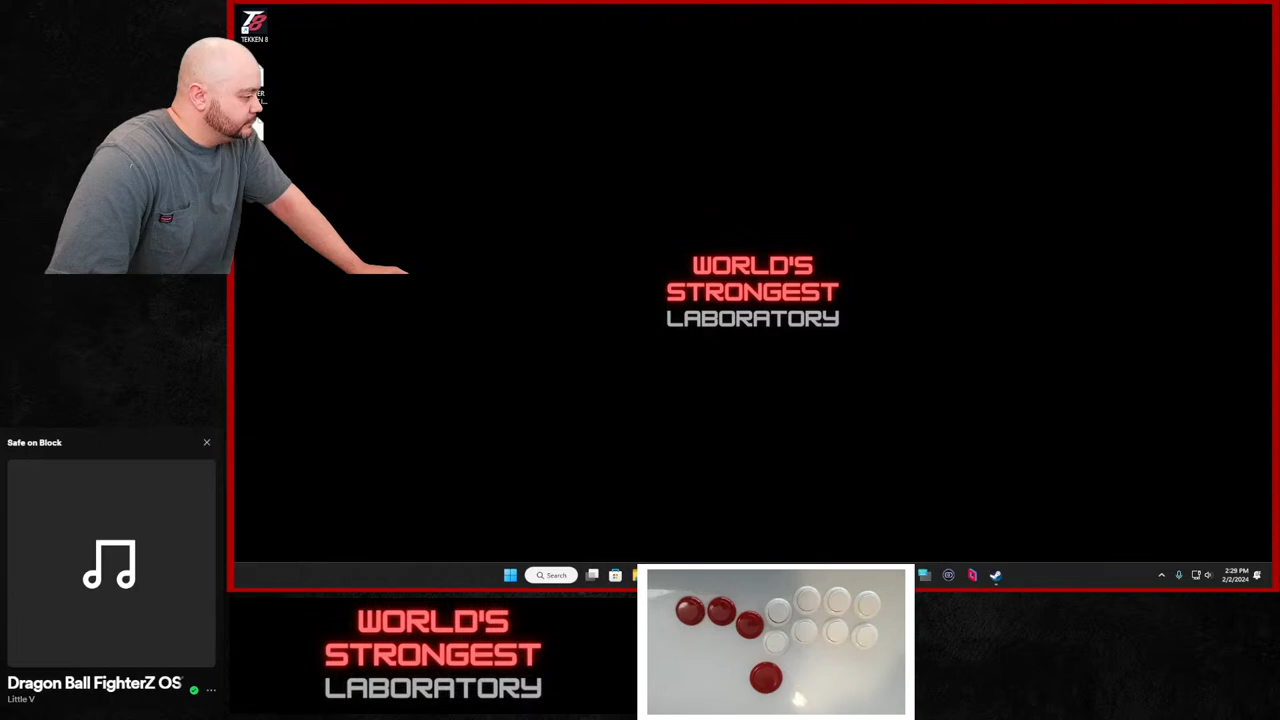 TEKKEN 8
WORLD'S
STRONGEST
LABORATORY
Safe on Block
Search
2:29 PM
2/2/2024
WORLD'S
STRONGEST
LABORATORY
Dragon Ball FighterZ OS
Little V